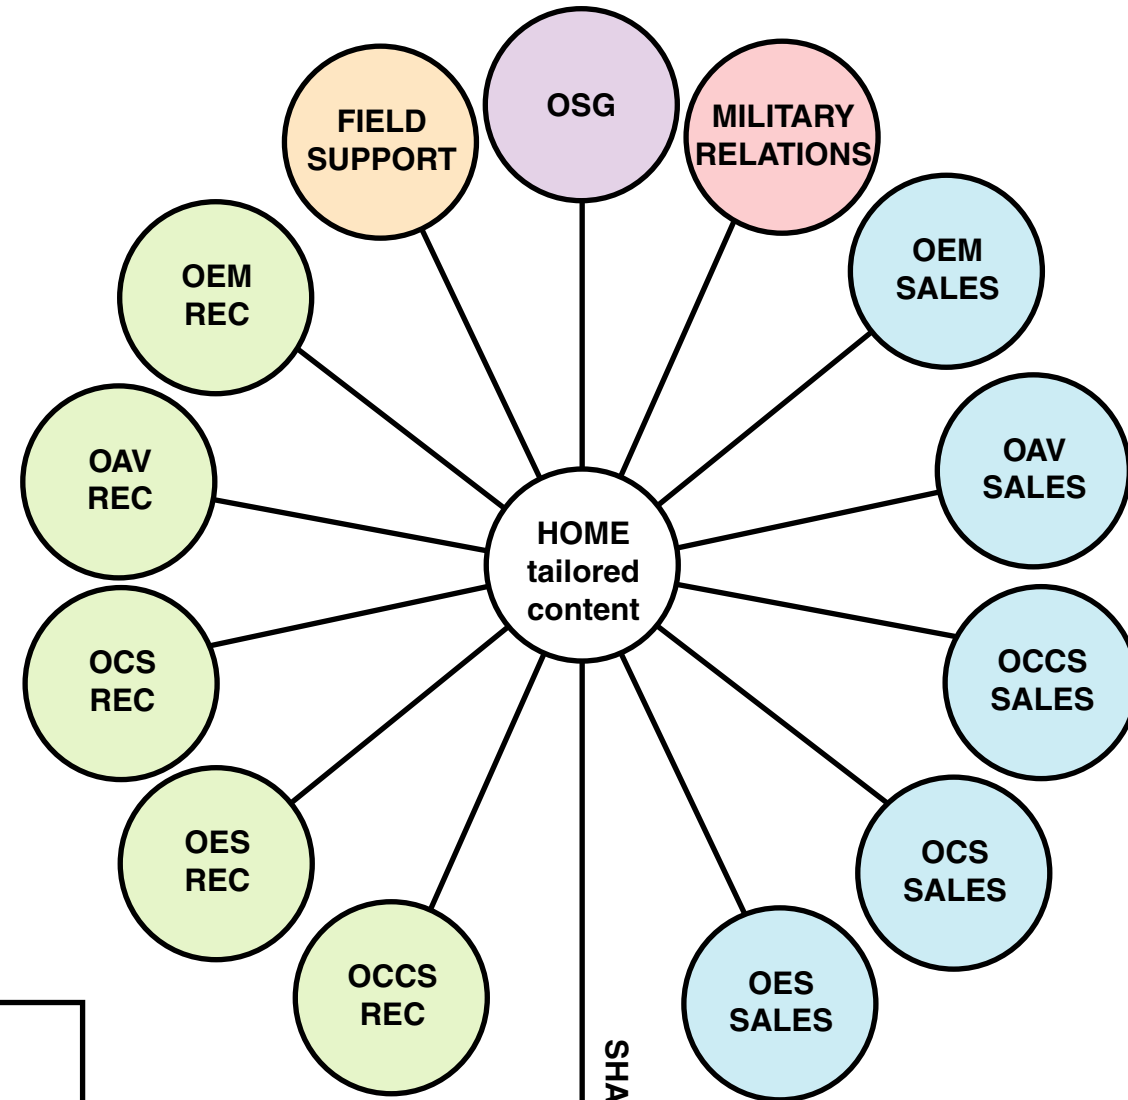 OSG
FIELD
SUPPORT
MILITARY
RELATIONS
OEM
REC
OEM
SALES
OAV
REC
OAV
SALES
HOME
tailored
content
OCS
REC
OCCS
SALES
OES
REC
OCS
SALES
OCCS
REC
OES
SALES
SHA